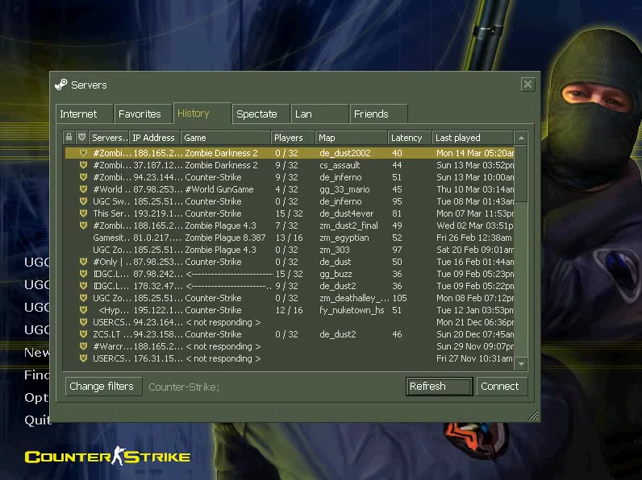 Servers
Internet Favorites History Spectate Lan Friends
Servers... IP Address Game Players Map Latency Last played
#Zombi... 188.165.2... Zombie Darkness 2 0 / 32 de_dust2002 40 Mon 14 Mar 05:20am
#Zombi... 37.187.12... Zombie Darkness 2 6 / 32 cs_assault 44 Sun 13 Mar 03:52pm
#Zombi... 94.23.144... Counter-Strike 9 / 32 de_inferno 51 Sun 13 Mar 10:00am
#World ... 87.98.253... #World GunGame 4 / 32 gg_33_mario 45 Thu 10 Mar 03:14am
UGC Sw... 185.25.51... Counter-Strike 0 / 32 de_inferno 95 Tue 08 Mar 01:43am
This Ser... 193.219.1... Counter-Strike 15 / 32 de_dust4ever 81 Mon 07 Mar 11:53pm
#Zombi... 188.165.2... Zombie Plague 4.3 7 / 32 zm_dust2_final 49 Wed 02 Mar 03:51p
Gamesit... 81.0.217.... Zombie Plague 8.387 13 / 16 zm_egyptian 52 Fri 26 Feb 12:38am
UGC Zo... 185.25.51... Zombie Plague 4.3 0 / 32 zm_303 97 Sat 20 Feb 09:01am
#Only | ... 87.98.253... Counter-Strike 0 / 32 de_dust 50 Tue 16 Feb 01:44am
GC.L... 87.98.242... <------------------------- 15 / 32 gg_buzz 36 Tue 09 Feb 05:23pm
GC.L... 178.32.47... <------------------------- 9 / 32 de_dust2 36 Tue 09 Feb 05:22pm
UGC Zo... 185.25.51... Counter-Strike 0 / 32 zm_deathalley_... 105 Mon 08 Feb 07:12p
<Hyp... 195.122.1... Counter-Strike 12 / 16 fy_nuketown_hs 51 Tue 12 Jan 03:53pm
USERCS... 94.23.164... < not responding > Mon 21 Dec 06:36pm
ZCS.LT ... 94.23.158... Counter-Strike 0 / 32 de_dust2 46 Sun 20 Dec 07:45am
#Warcr... 188.165.2... < not responding > Sun 29 Nov 09:07pm
USERCS... 176.31.15... < not responding > Fri 27 Nov 10:31am
Change filters Counter-Strike; Refresh Connect
UGC
UGC
UGC
UGC
New
Find
Opt
Quit
COUNTER STRIKE